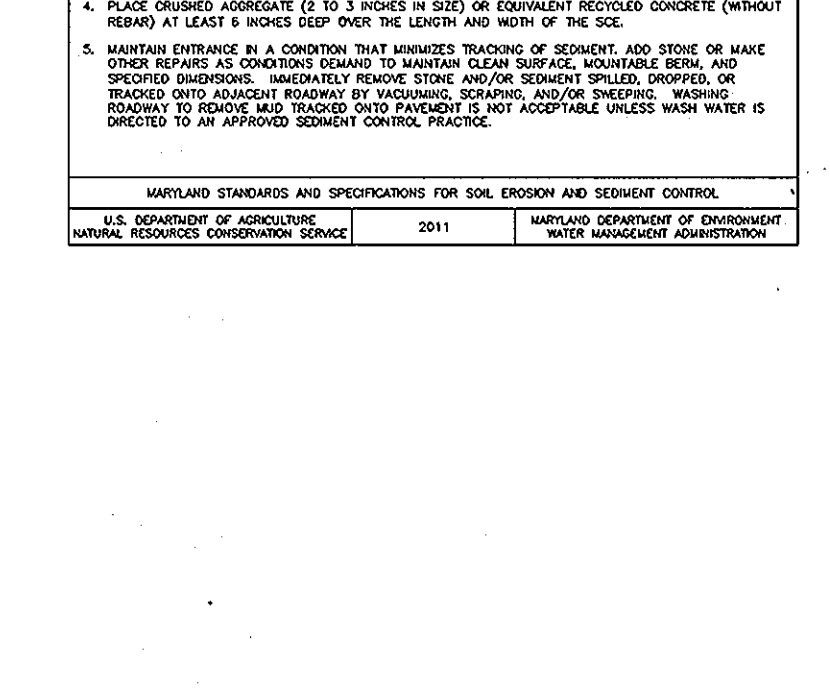 4. PLACE CRUSHED AGGREGATE (2 TO 3 INCHES IN SIZE) OR EQUIVALENT RECYCLED CONCRETE (WITHOUT
REBAR) AT LEAST 6 INCHES DEEP OVER THE LENGTH AND WIDTH OF THE SCE.
5. MAINTAIN ENTRANCE IN A CONDITION THAT MINIMIZES TRACKING OF SEDIMENT. ADD STONE OR MAKE
OTHER REPAIRS AS CONDITIONS DEMAND TO MAINTAIN CLEAN SURFACE, MOUNTABLE BERM, AND
SPECIFIED DIMENSIONS. IMMEDIATELY REMOVE STONE AND/OR SEDIMENT SPILLED, DROPPED, OR
TRACKED ONTO ADJACENT ROADWAY BY VACUUMING, SCRAPING, AND/OR SWEEPING. WASHING
ROADWAY TO REMOVE MUD TRACKED ONTO PAVEMENT IS NOT ACCEPTABLE UNLESS WASH WATER IS
DIRECTED TO AN APPROVED SEDIMENT CONTROL PRACTICE.
MARYLAND STANDARDS AND SPECIFICATIONS FOR SOIL EROSION AND SEDIMENT CONTROL
U.S. DEPARTMENT OF AGRICULTURE
NATURAL RESOURCES CONSERVATION SERVICE
2011
MARYLAND DEPARTMENT OF ENVIRONMENT
WATER MANAGEMENT ADMINISTRATION